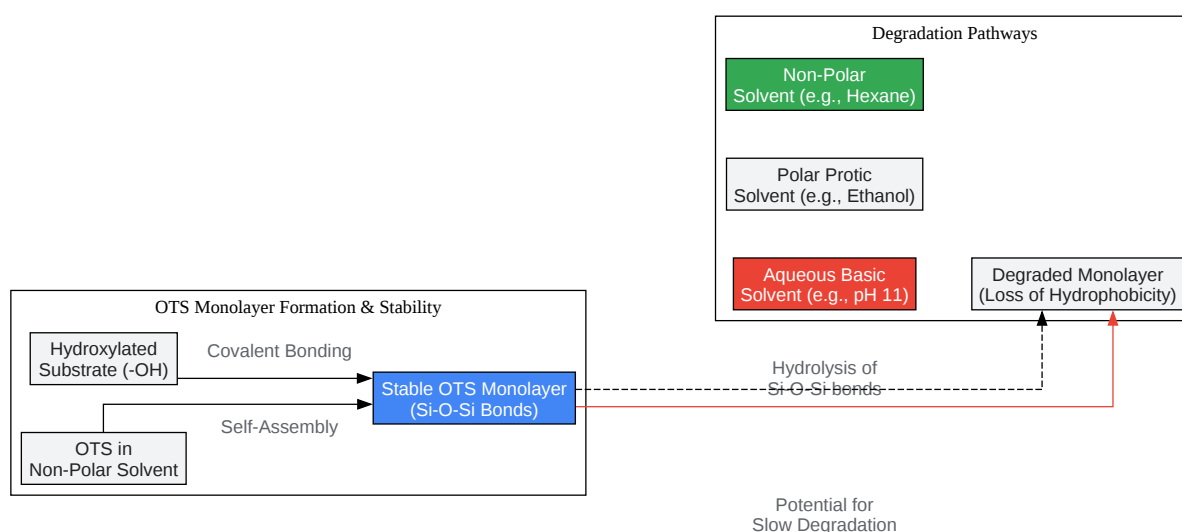 Degradation Pathways
Non-Polar
Solvent (e.g., Hexane)
Polar Protic
Solvent (e.g., Ethanol)
Aqueous Basic
Solvent (e.g., pH 11)
Degraded Monolayer
(Loss of Hydrophobicity)
OTS Monolayer Formation & Stability
Hydroxylated
Substrate (-OH)
Covalent Bonding
Stable OTS Monolayer
(Si-O-Si Bonds)
Self-Assembly
OTS in
Non-Polar Solvent
Hydrolysis of
Si-O-Si bonds
Potential for
Slow Degradation